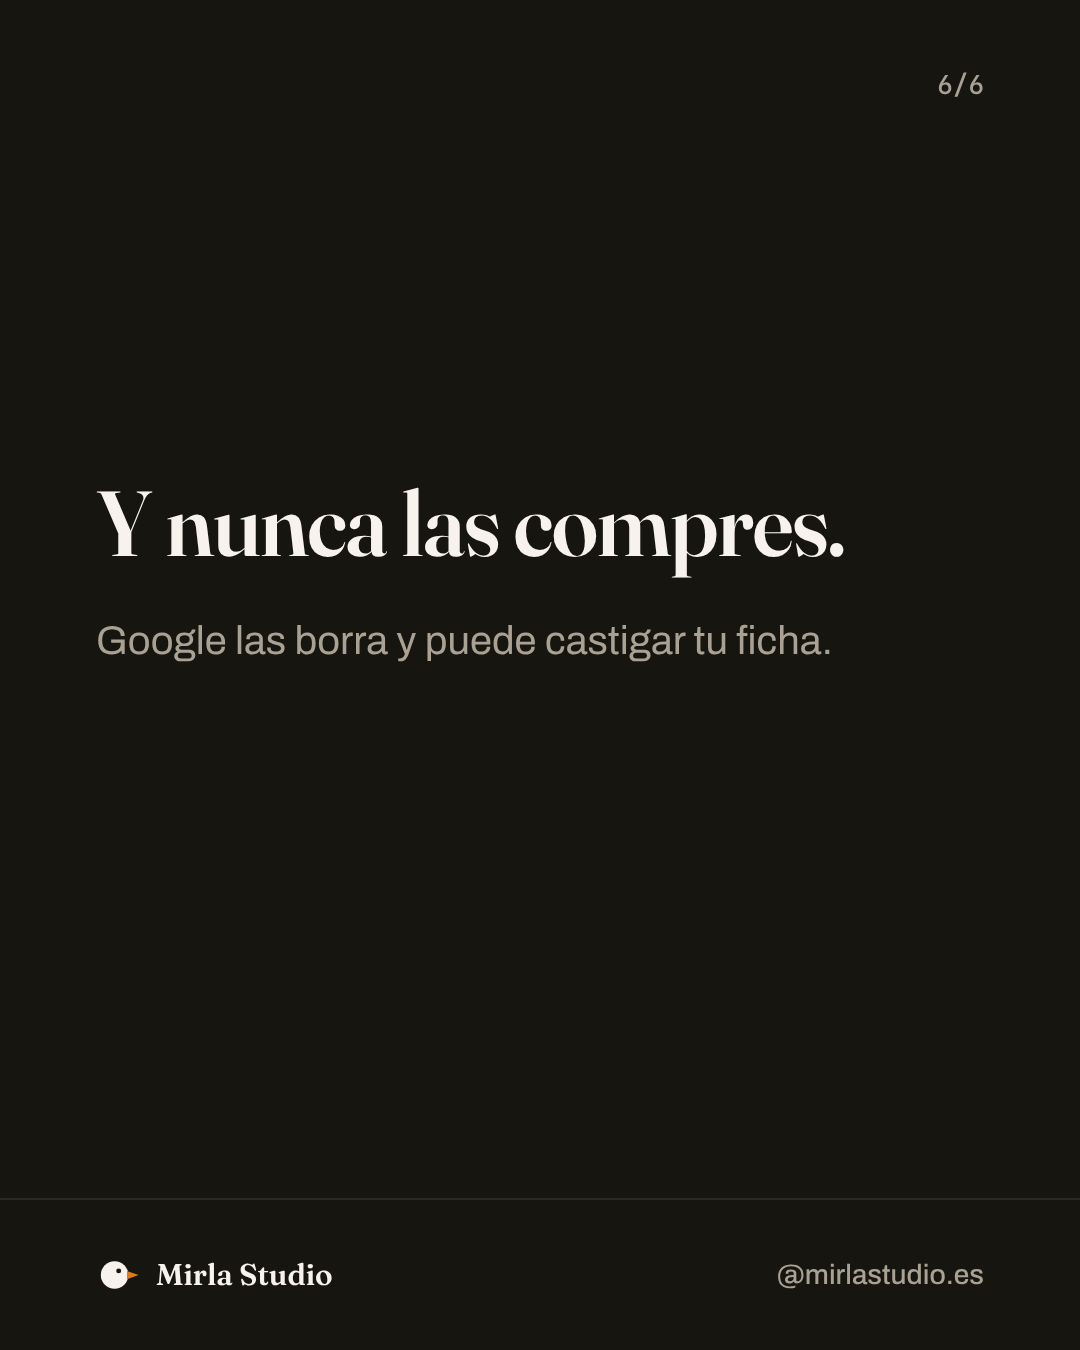 6/6
Y nunca las compres.
Google las borra y puede castigar tu ficha.
Mirla Studio
@mirlastudio.es